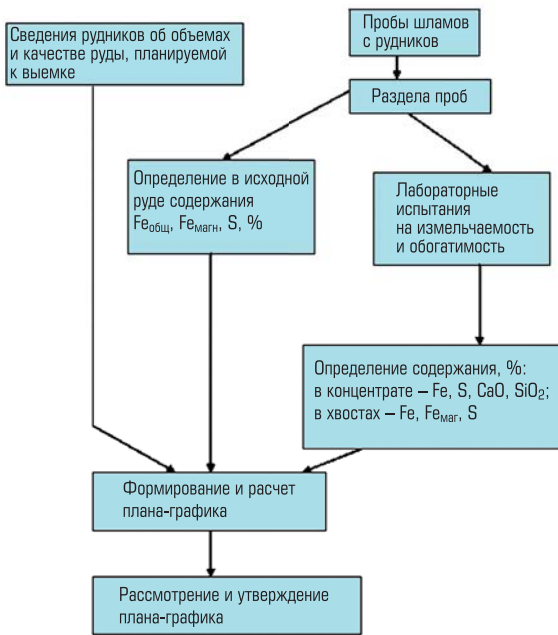 Сведения рудников об объемах
и качестве руды, планируемой
к выемке
Пробы шламов
с рудников
Раздела проб
Определение в исходной
руде содержания
Feобщ, Feмагн, S, %
Лабораторные
испытания
на измельчаемость
и обогатимость
Определение содержания, %:
в концентрате – Fe, S, CaO, SiO₂;
в хвостах – Fe, Feмаг, S
Формирование и расчет
плана-графика
Рассмотрение и утверждение
плана-графика